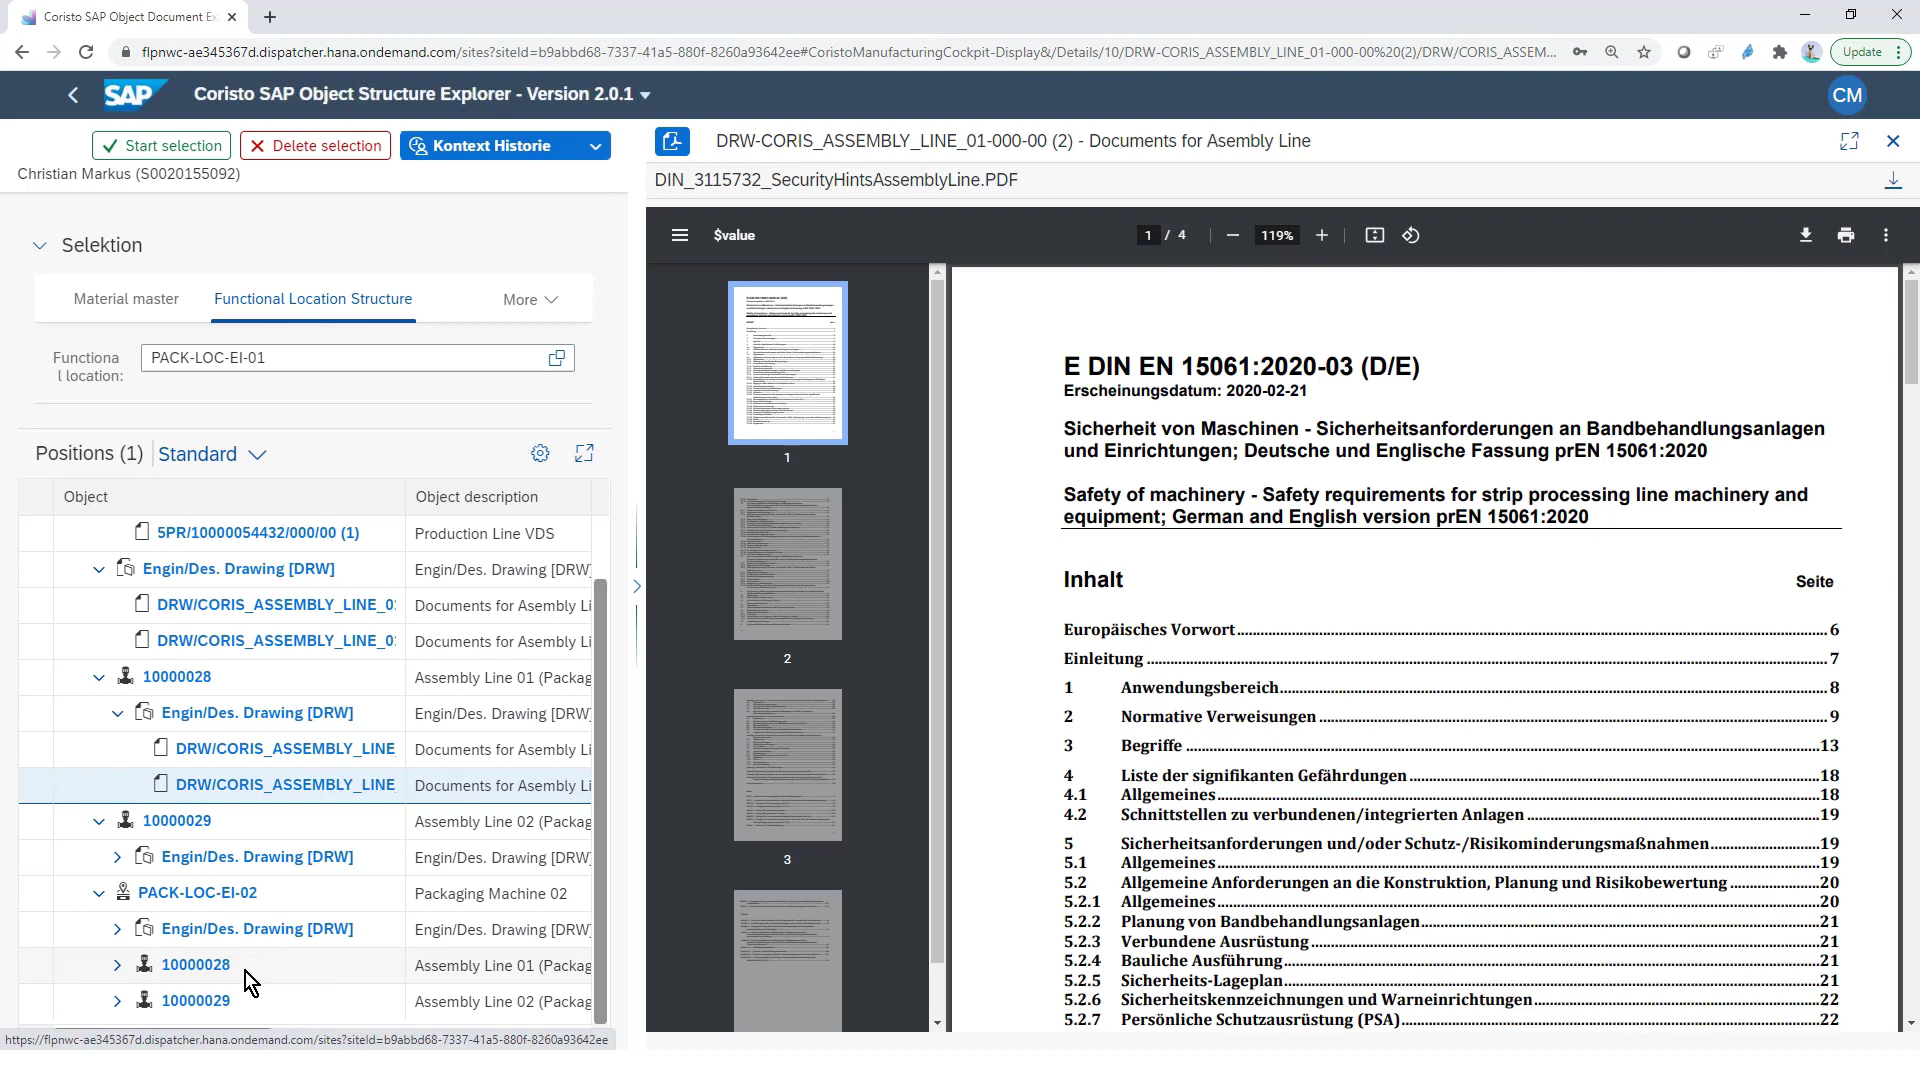 Coristo SAP Object Document Ex
flpnwc-ae345367d.dispatcher.hana.ondemand.com/sites?siteId=b9abbd68-7337-41a5-880f-8260a93642ee#CoristoManufacturingCockpit-Display&/Details/10/DRW-CORIS_ASSEMBLY_LINE_01-000-00%20(2)/DRW/CORIS_ASSEM...
Update
SAP
Coristo SAP Object Structure Explorer - Version 2.0.1
CM
Start selection
Delete selection
Kontext Historie
Christian Markus (S0020155092)
Selektion
Material master
Functional Location Structure
More
Functiona
l location:
PACK-LOC-EI-01
Positions (1)
Standard
Object
Object description
5PR/10000054432/000/00 (1)
Production Line VDS
Engin/Des. Drawing [DRW]
Engin/Des. Drawing [DRW]
DRW/CORIS_ASSEMBLY_LINE_01
Documents for Asembly Li
DRW/CORIS_ASSEMBLY_LINE_01
Documents for Asembly Li
10000028
Assembly Line 01 (Packag
Engin/Des. Drawing [DRW]
Engin/Des. Drawing [DRW]
DRW/CORIS_ASSEMBLY_LINE
Documents for Asembly Li
DRW/CORIS_ASSEMBLY_LINE
Documents for Asembly Li
10000029
Assembly Line 02 (Packag
Engin/Des. Drawing [DRW]
Engin/Des. Drawing [DRW]
PACK-LOC-EI-02
Packaging Machine 02
Engin/Des. Drawing [DRW]
Engin/Des. Drawing [DRW]
10000028
Assembly Line 01 (Packag
10000029
Assembly Line 02 (Packag
https://flpnwc-ae345367d.dispatcher.hana.ondemand.com/sites?siteId=b9abbd68-7337-41a5-880f-8260a93642ee
DRW-CORIS_ASSEMBLY_LINE_01-000-00 (2) - Documents for Asembly Line
DIN_3115732_SecurityHintsAssemblyLine.PDF
$value
1 / 4
119%
1
2
3
E DIN EN 15061:2020-03 (D/E)
Erscheinungsdatum: 2020-02-21
Sicherheit von Maschinen - Sicherheitsanforderungen an Bandbehandlungsanlagen
und Einrichtungen; Deutsche und Englische Fassung prEN 15061:2020
Safety of machinery - Safety requirements for strip processing line machinery and
equipment; German and English version prEN 15061:2020
Inhalt
Seite
Europäisches Vorwort 6
Einleitung 7
1 Anwendungsbereich 8
2 Normative Verweisungen 9
3 Begriffe 13
4 Liste der signifikanten Gefährdungen 18
4.1 Allgemeines 18
4.2 Schnittstellen zu verbundenen/integrierten Anlagen 19
5 Sicherheitsanforderungen und/oder Schutz-/Risikominderungsmaßnahmen 19
5.1 Allgemeines 19
5.2 Allgemeine Anforderungen an die Konstruktion, Planung und Risikobewertung 20
5.2.1 Allgemeines 20
5.2.2 Planung von Bandbehandlungsanlagen 21
5.2.3 Verbundene Ausrüstung 21
5.2.4 Bauliche Ausführung 21
5.2.5 Sicherheits-Lageplan 21
5.2.6 Sicherheitskennzeichnungen und Warneinrichtungen 22
5.2.7 Persönliche Schutzausrüstung (PSA) 22